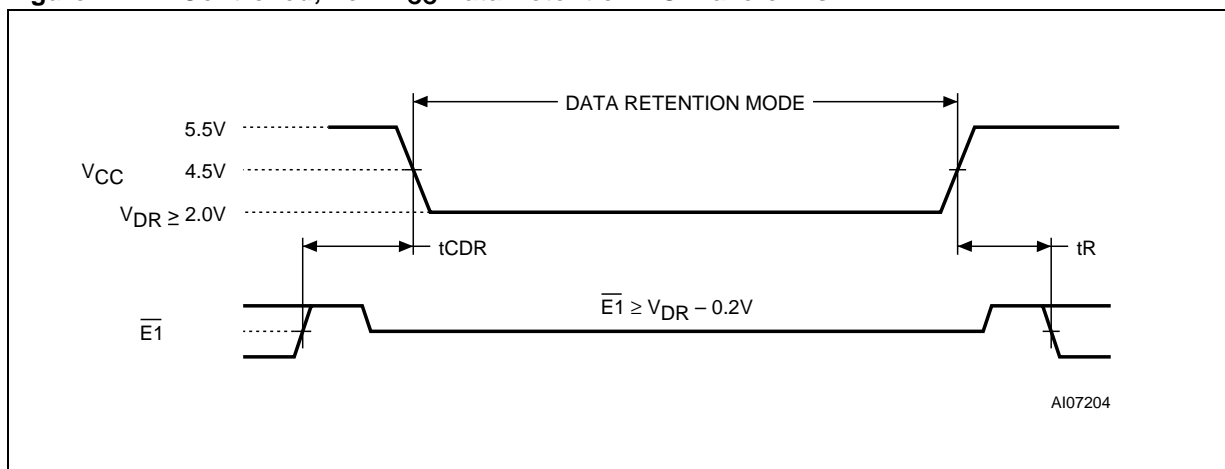 DATA RETENTION MODE
5.5V
VCC 4.5V
VDR ≥ 2.0V
tCDR
tR
E1 ≥ VDR – 0.2V
E1
AI07204